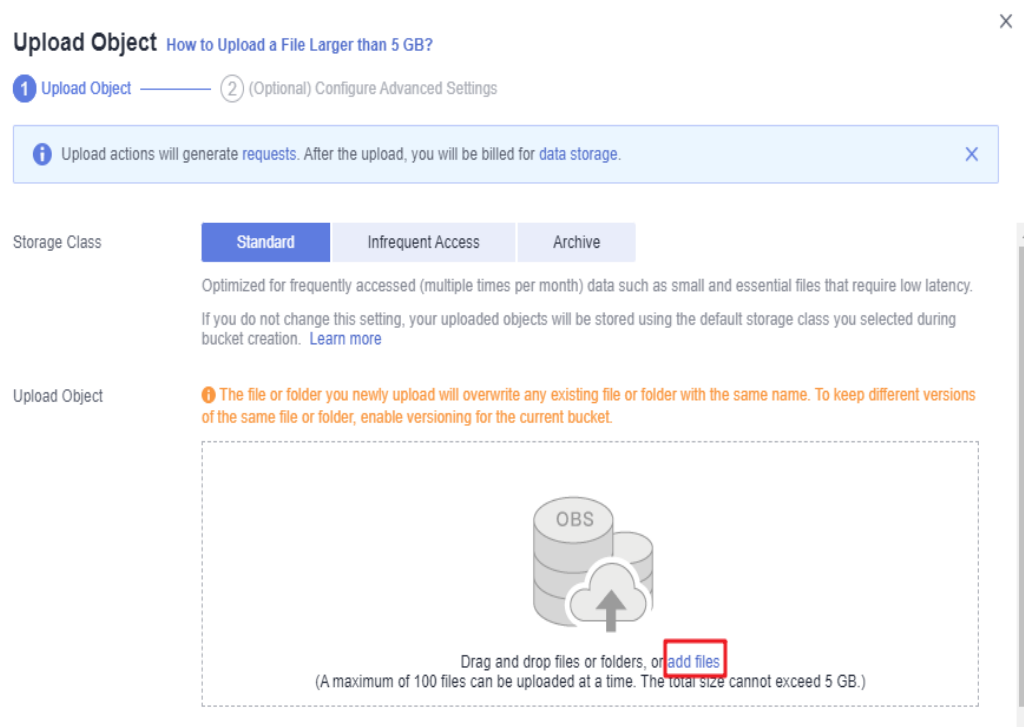 Upload Object How to Upload a File Larger than 5 GB?
1 Upload Object 2 (Optional) Configure Advanced Settings
Upload actions will generate requests. After the upload, you will be billed for data storage.
Storage Class Standard Infrequent Access Archive
Optimized for frequently accessed (multiple times per month) data such as small and essential files that require low latency.
If you do not change this setting, your uploaded objects will be stored using the default storage class you selected during
bucket creation. Learn more
Upload Object The file or folder you newly upload will overwrite any existing file or folder with the same name. To keep different versions
of the same file or folder, enable versioning for the current bucket.
OBS
Drag and drop files or folders, or add files
(A maximum of 100 files can be uploaded at a time. The total size cannot exceed 5 GB.)